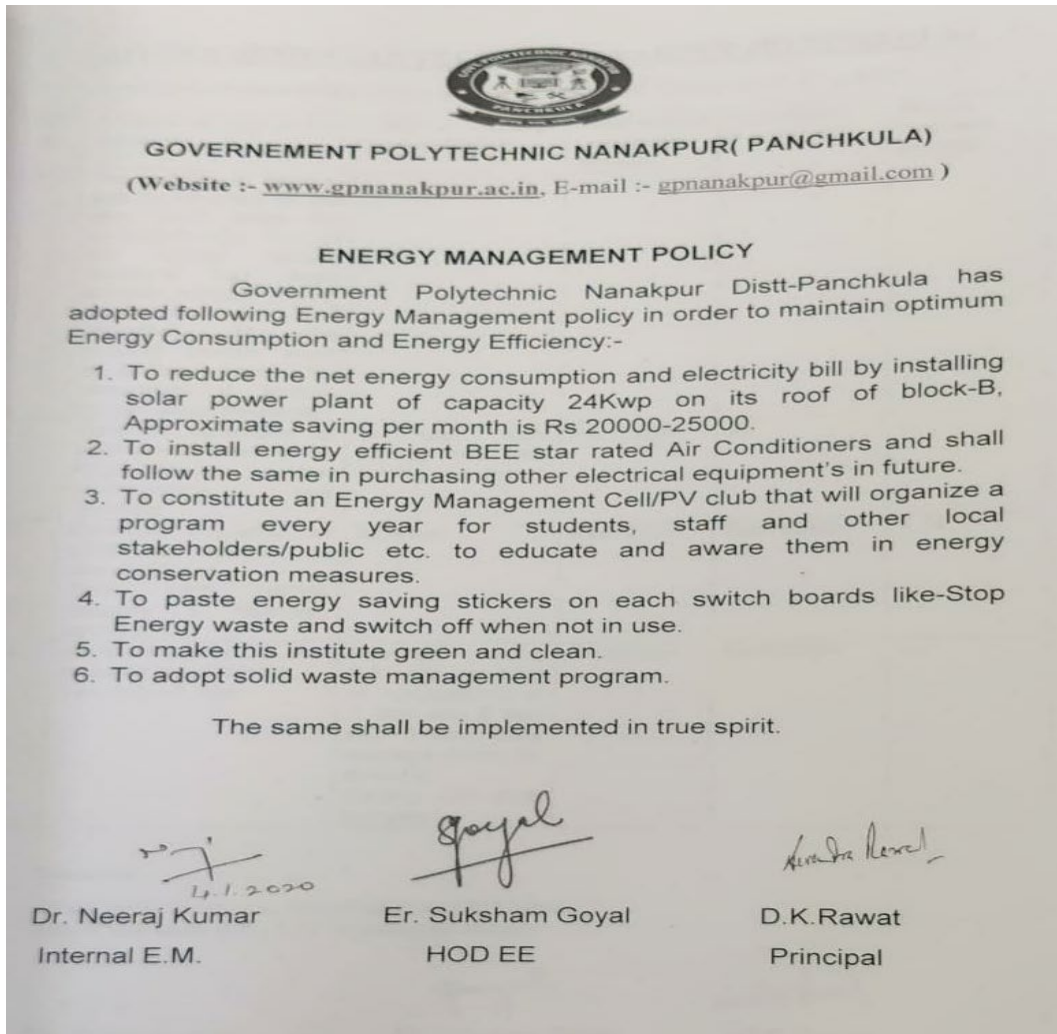 GOVT. POLYTECHNIC NANAKPUR
PANCHKULA
GOVERNEMENT POLYTECHNIC NANAKPUR( PANCHKULA)
(Website :- www.gpnanakpur.ac.in, E-mail :- gpnanakpur@gmail.com )
ENERGY MANAGEMENT POLICY
Government Polytechnic Nanakpur Distt-Panchkula has
adopted following Energy Management policy in order to maintain optimum
Energy Consumption and Energy Efficiency:-
1. To reduce the net energy consumption and electricity bill by installing
solar power plant of capacity 24Kwp on its roof of block-B,
Approximate saving per month is Rs 20000-25000.
2. To install energy efficient BEE star rated Air Conditioners and shall
follow the same in purchasing other electrical equipment's in future.
3. To constitute an Energy Management Cell/PV club that will organize a
program every year for students, staff and other local
stakeholders/public etc. to educate and aware them in energy
conservation measures.
4. To paste energy saving stickers on each switch boards like-Stop
Energy waste and switch off when not in use.
5. To make this institute green and clean.
6. To adopt solid waste management program.
The same shall be implemented in true spirit.
Goyal
4.1.2020
Dr. Neeraj Kumar Er. Suksham Goyal D.K.Rawat
Internal E.M. HOD EE Principal